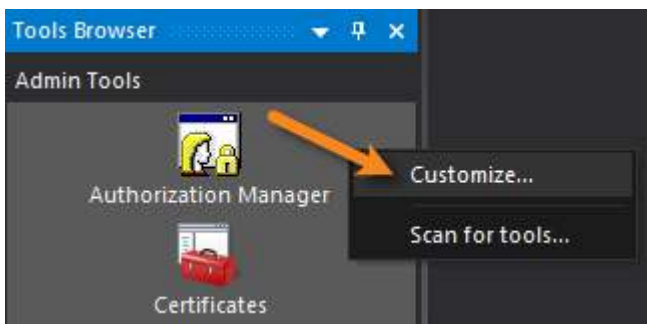 Tools Browser
Admin Tools
Authorization Manager
Customize...
Scan for tools...
Certificates